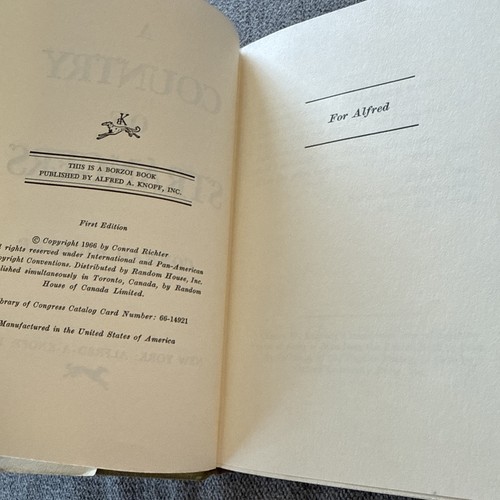 K
THIS IS A BORZOI BOOK
PUBLISHED BY ALFRED A. KNOPF, INC.
First Edition
© Copyright 1966 by Conrad Richter
rights reserved under International and Pan-American
Copyright Conventions. Distributed by Random House, Inc.
lished simultaneously in Toronto, Canada, by Random
House of Canada Limited.
Library of Congress Catalog Card Number: 66-14921
Manufactured in the United States of America
For Alfred